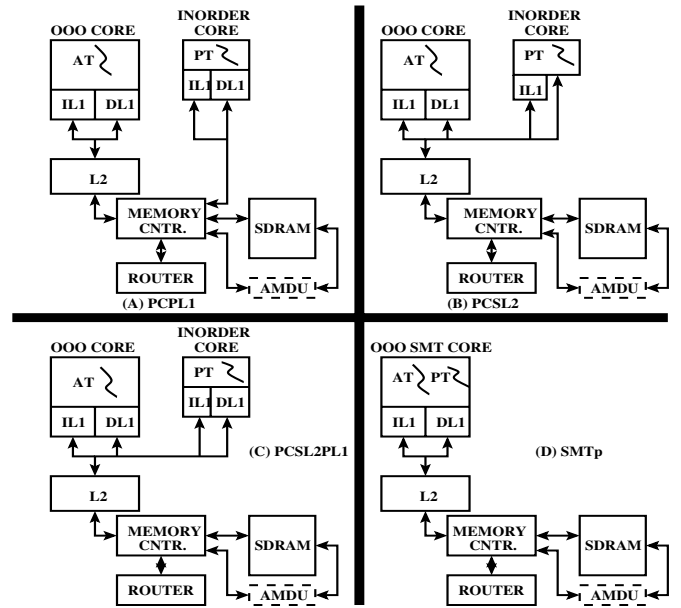 OOO CORE
AT
IL1 DL1
L2
INORDER
CORE
PT
IL1 DL1
MEMORY
CNTR.
SDRAM
ROUTER
AMDU
(A) PCPL1
OOO CORE
AT
IL1 DL1
L2
INORDER
CORE
PT
IL1
MEMORY
CNTR.
SDRAM
ROUTER
AMDU
(B) PCSL2
OOO CORE
AT
IL1 DL1
L2
INORDER
CORE
PT
IL1 DL1
(C) PCSL2PL1
MEMORY
CNTR.
SDRAM
ROUTER
AMDU
OOO SMT CORE
AT PT
IL1 DL1
L2
(D) SMTp
MEMORY
CNTR.
SDRAM
ROUTER
AMDU